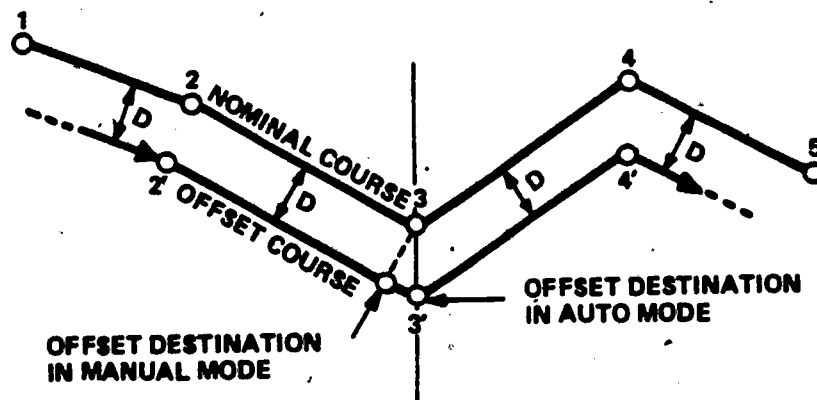 1
2
NOMINAL COURSE
3
4
5
D
D
D
D
2'
OFFSET COURSE
3'
4'
OFFSET DESTINATION
IN AUTO MODE
OFFSET DESTINATION
IN MANUAL MODE